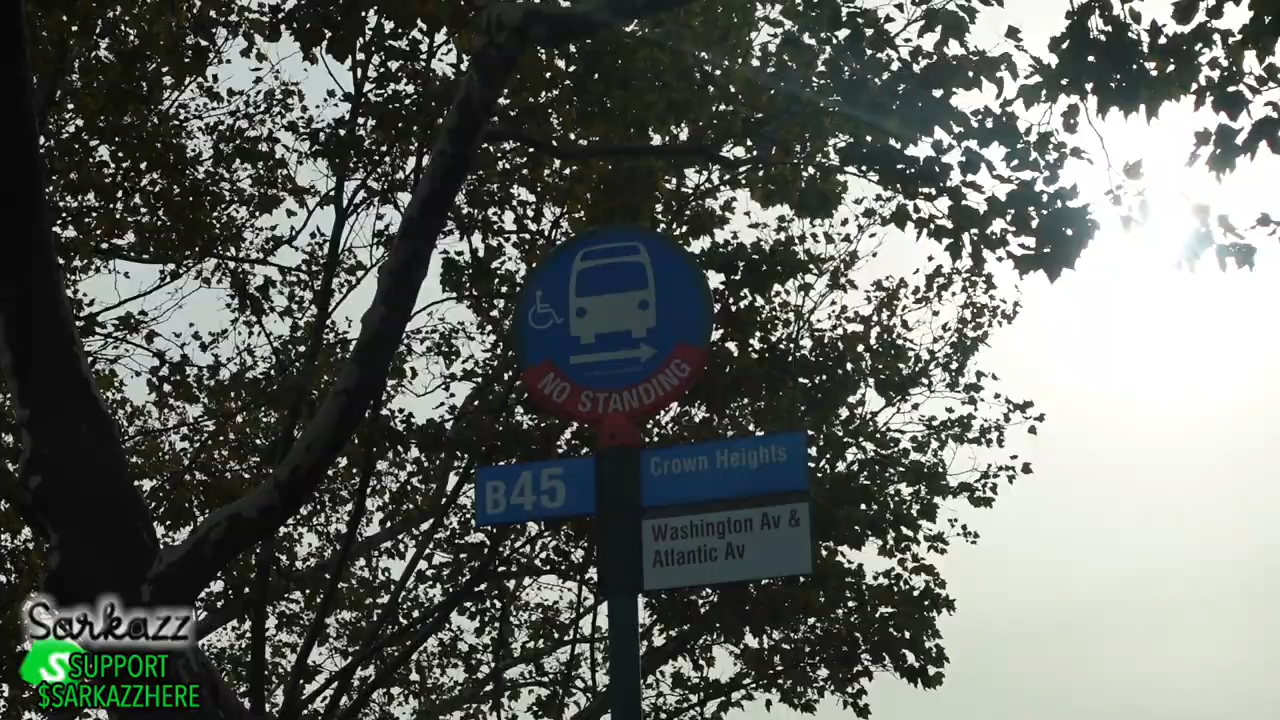 NO STANDING
B45
Crown Heights
Washington Av &
Atlantic Av
Sarkazz
S SUPPORT
$SARKAZZHERE